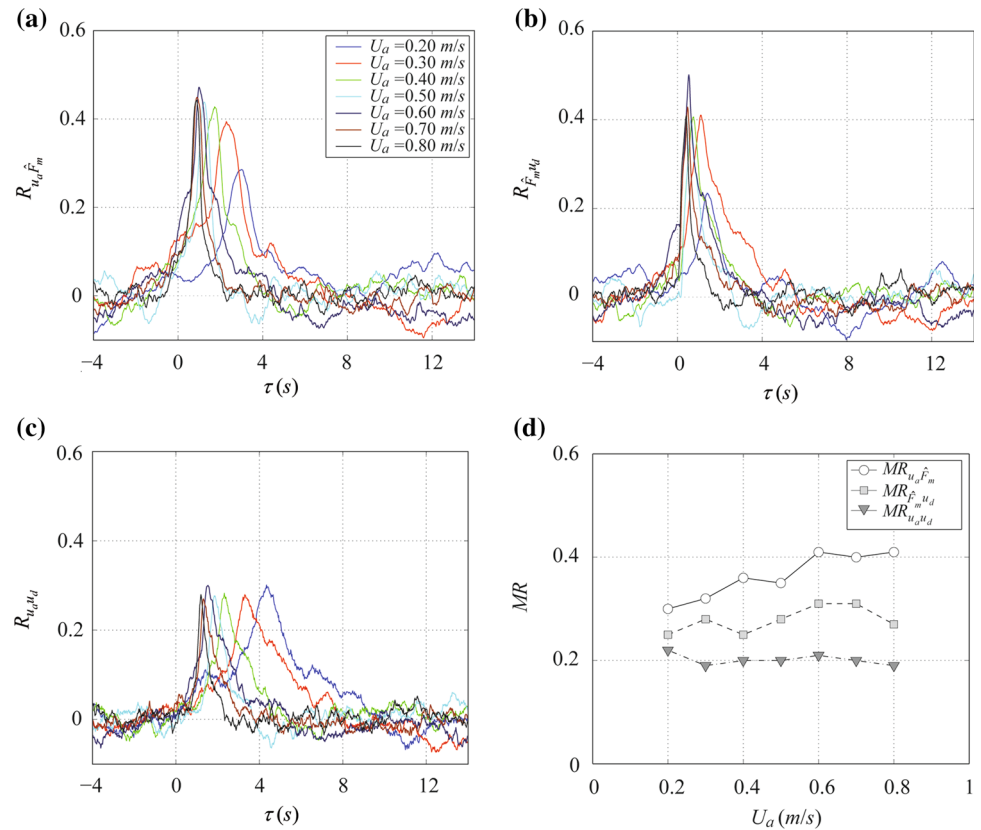 (a)
0.6
0.4
0.2
0
R_{u_a F̂_m}
U_a =0.20 m/s
U_a =0.30 m/s
U_a =0.40 m/s
U_a =0.50 m/s
U_a =0.60 m/s
U_a =0.70 m/s
U_a =0.80 m/s
−4 0 4 8 12
τ (s)
(b)
0.6
0.4
0.2
0
R_{F̂_m u_d}
−4 0 4 8 12
τ (s)
(c)
0.6
0.4
0.2
0
R_{u_a u_d}
−4 0 4 8 12
τ (s)
(d)
0.6
0.4
0.2
0
MR
MR_{u_a F̂_m}
MR_{F̂_m u_d}
MR_{u_a u_d}
0 0.2 0.4 0.6 0.8 1
U_a (m/s)